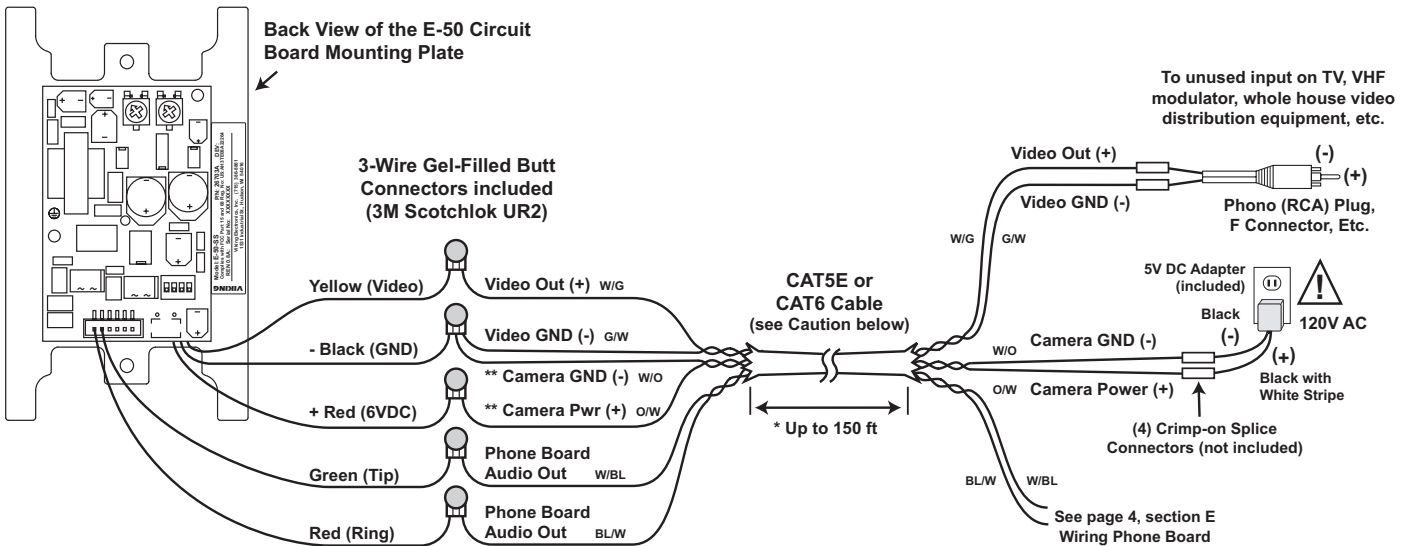 Back View of the E-50 Circuit
Board Mounting Plate
To unused input on TV, VHF
modulator, whole house video
distribution equipment, etc.
3-Wire Gel-Filled Butt
Connectors included
(3M Scotchlok UR2)
Video Out (+)
Video GND (-)
(-)
(+)
Phono (RCA) Plug,
F Connector, Etc.
W/G
G/W
Model: E-50-SS
VIKING
Yellow (Video)
Video Out (+) W/G
- Black (GND)
Video GND (-) G/W
** Camera GND (-) W/O
+ Red (6VDC)
** Camera Pwr (+) O/W
Green (Tip)
Phone Board
Audio Out W/BL
Red (Ring)
Phone Board
Audio Out BL/W
CAT5E or
CAT6 Cable
(see Caution below)
* Up to 150 ft
5V DC Adapter
(included)
Black
(-)
!
120V AC
W/O
Camera GND (-)
(+)
O/W
Camera Power (+)
Black with
White Stripe
(4) Crimp-on Splice
Connectors (not included)
BL/W
W/BL
See page 4, section E
Wiring Phone Board